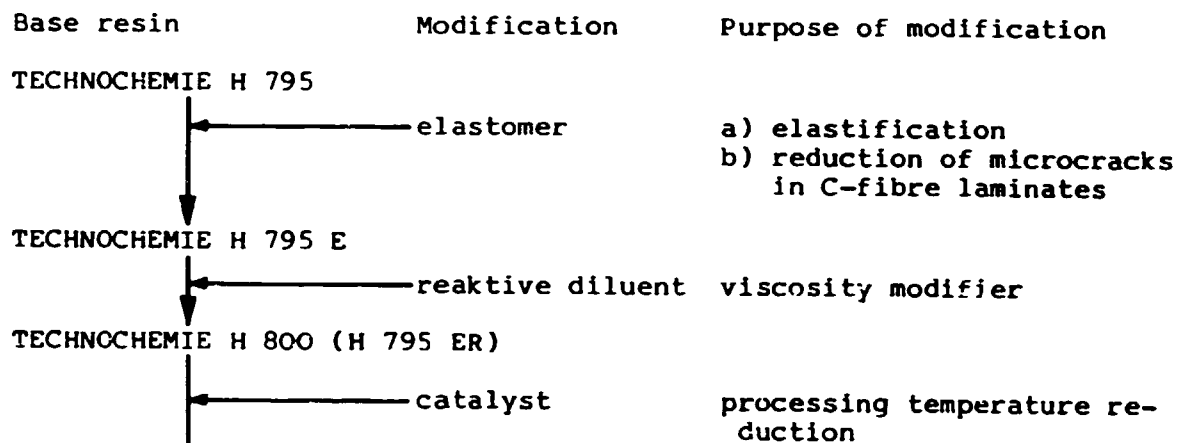 Base resin Modification Purpose of modification
TECHNOCHEMIE H 795
elastomer a) elastification
b) reduction of microcracks
in C-fibre laminates
TECHNOCHEMIE H 795 E
reaktive diluent viscosity modifier
TECHNOCHEMIE H 800 (H 795 ER)
catalyst processing temperature re-
duction